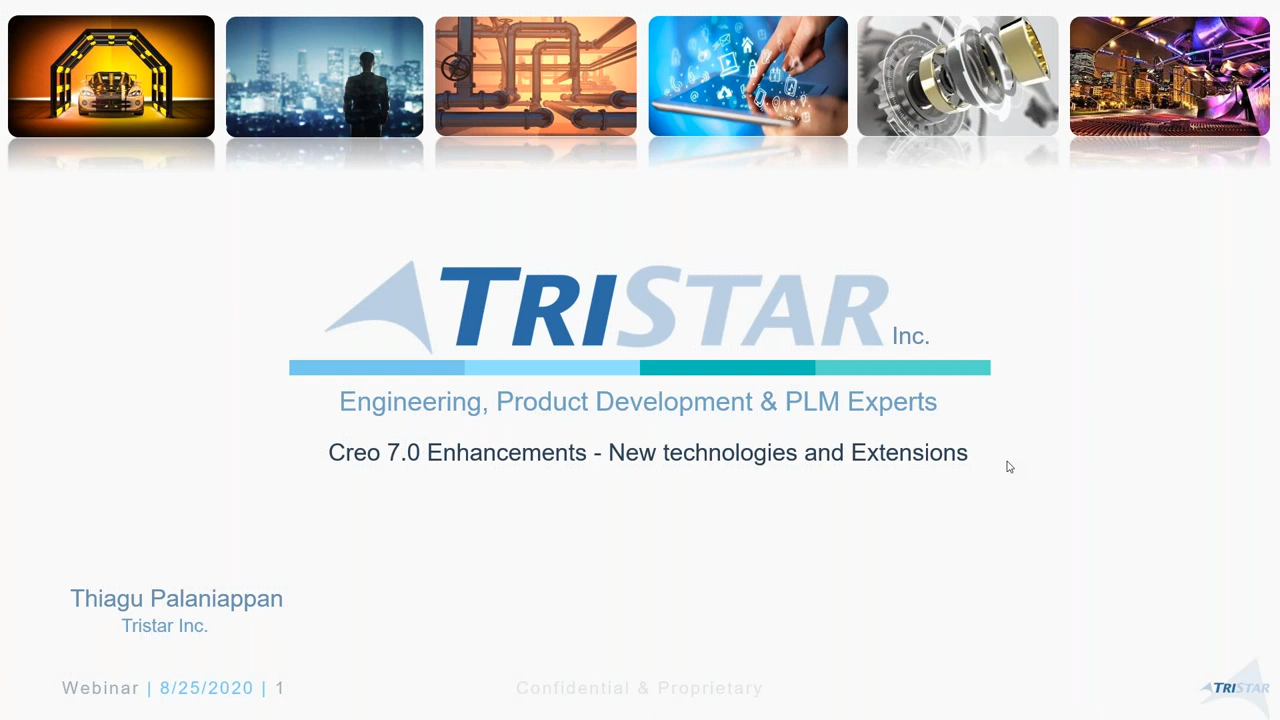 TRISTAR Inc.
Engineering, Product Development & PLM Experts
Creo 7.0 Enhancements - New technologies and Extensions
Thiagu Palaniappan
Tristar Inc.
Webinar | 8/25/2020 | 1
Confidential & Proprietary
TRISTAR